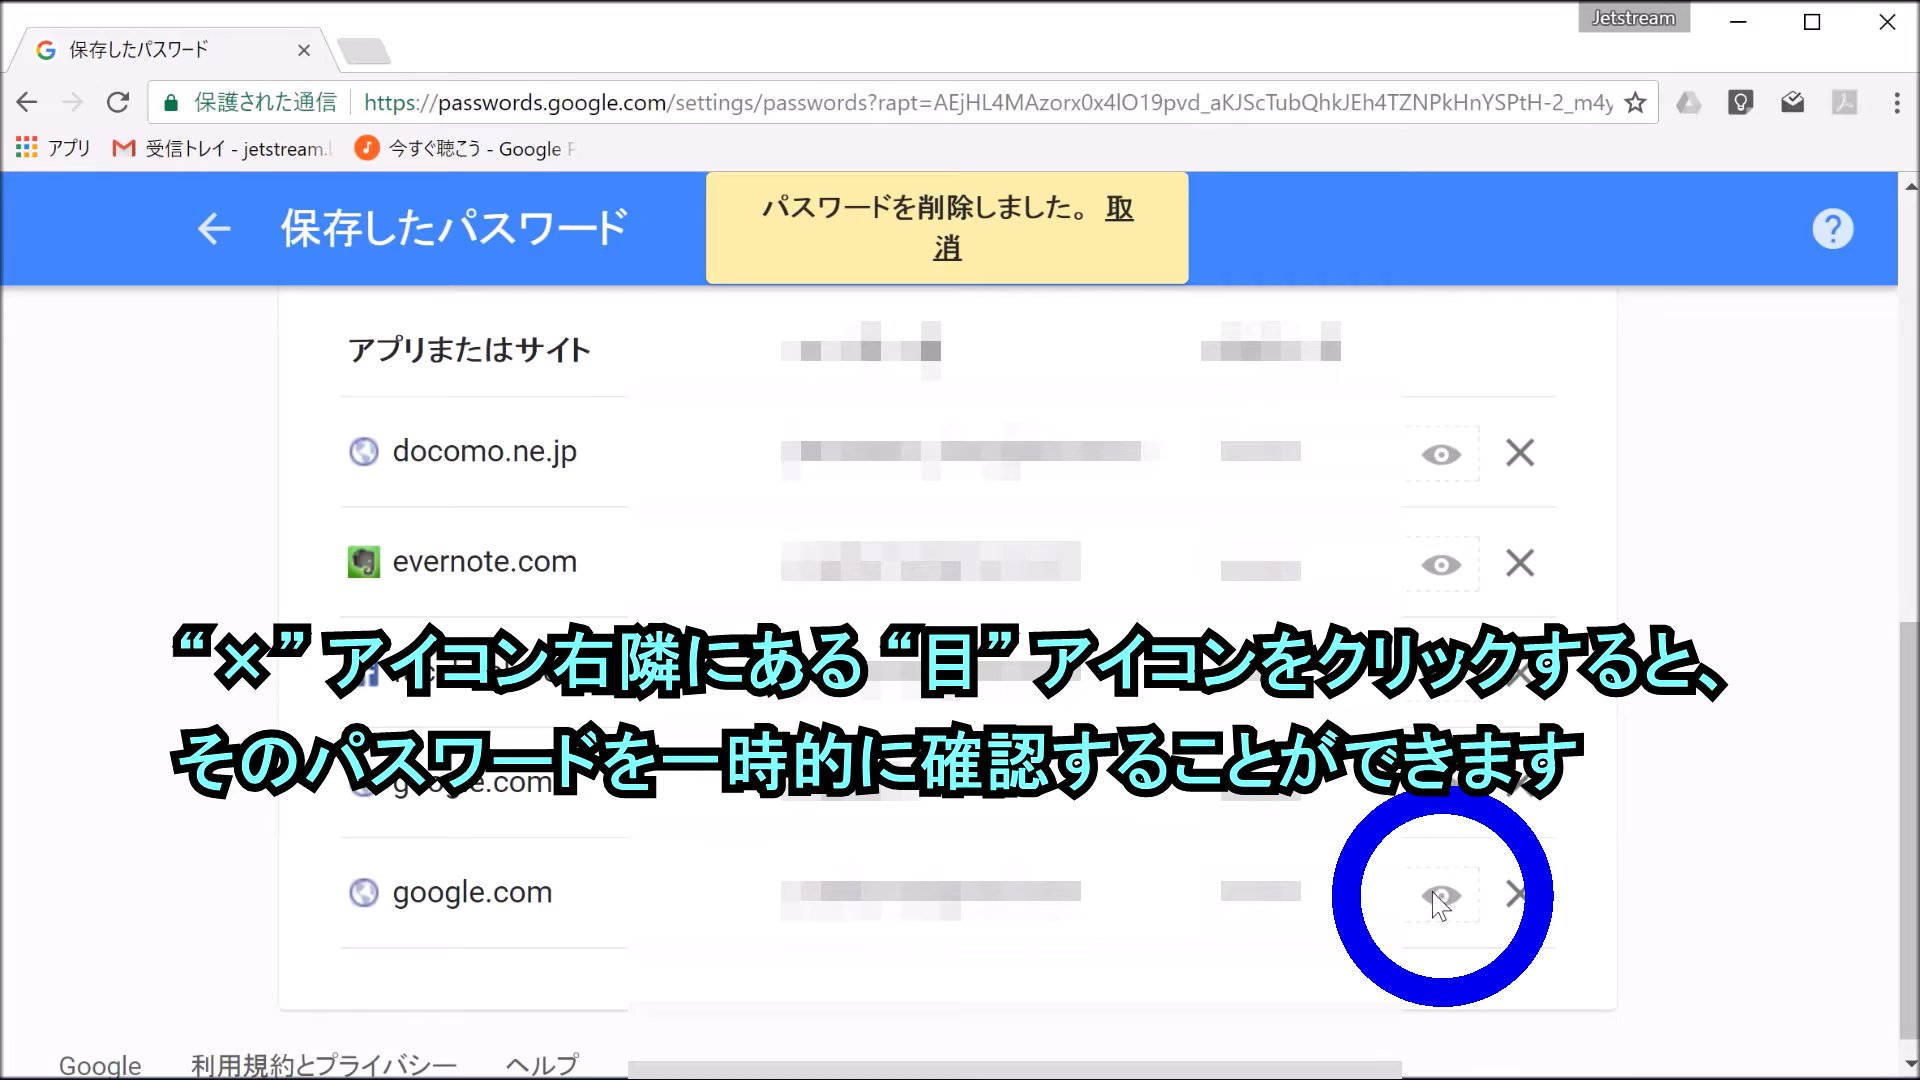 Jetstream
保存したパスワード
保護された通信
https://passwords.google.com/settings/passwords?rapt=AEjHL4MAzorx0x4lO19pvd_aKJScTubQhkJEh4TZNPkHnYSPtH-2_m4y
アプリ
受信トレイ - jetstream.
今すぐ聴こう - Google P
保存したパスワード
パスワードを削除しました。 取
消
アプリまたはサイト
docomo.ne.jp
evernote.com
“×” アイコン右隣にある “目” アイコンをクリックすると、
そのパスワードを一時的に確認することができます
google.com
google.com
Google
利用規約とプライバシー
ヘルプ